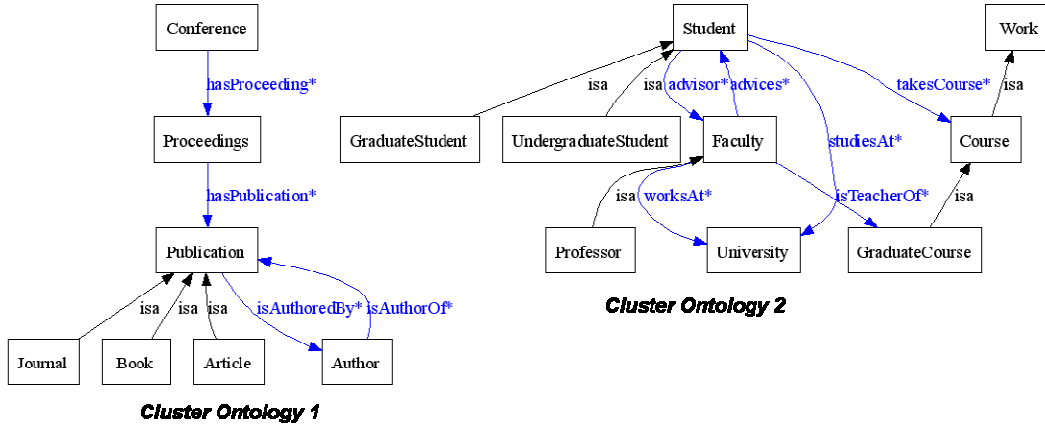 Conference
hasProceeding*
Proceedings
hasPublication*
Publication
isa
isa
isa
isAuthoredBy*
isAuthorOf*
Journal
Book
Article
Author
Cluster Ontology 1
Student
Work
isa
isa
advisor*
advices*
takesCourse*
isa
GraduateStudent
UndergraduateStudent
Faculty
studiesAt*
Course
isa
worksAt*
isTeacherOf*
isa
Professor
University
GraduateCourse
Cluster Ontology 2